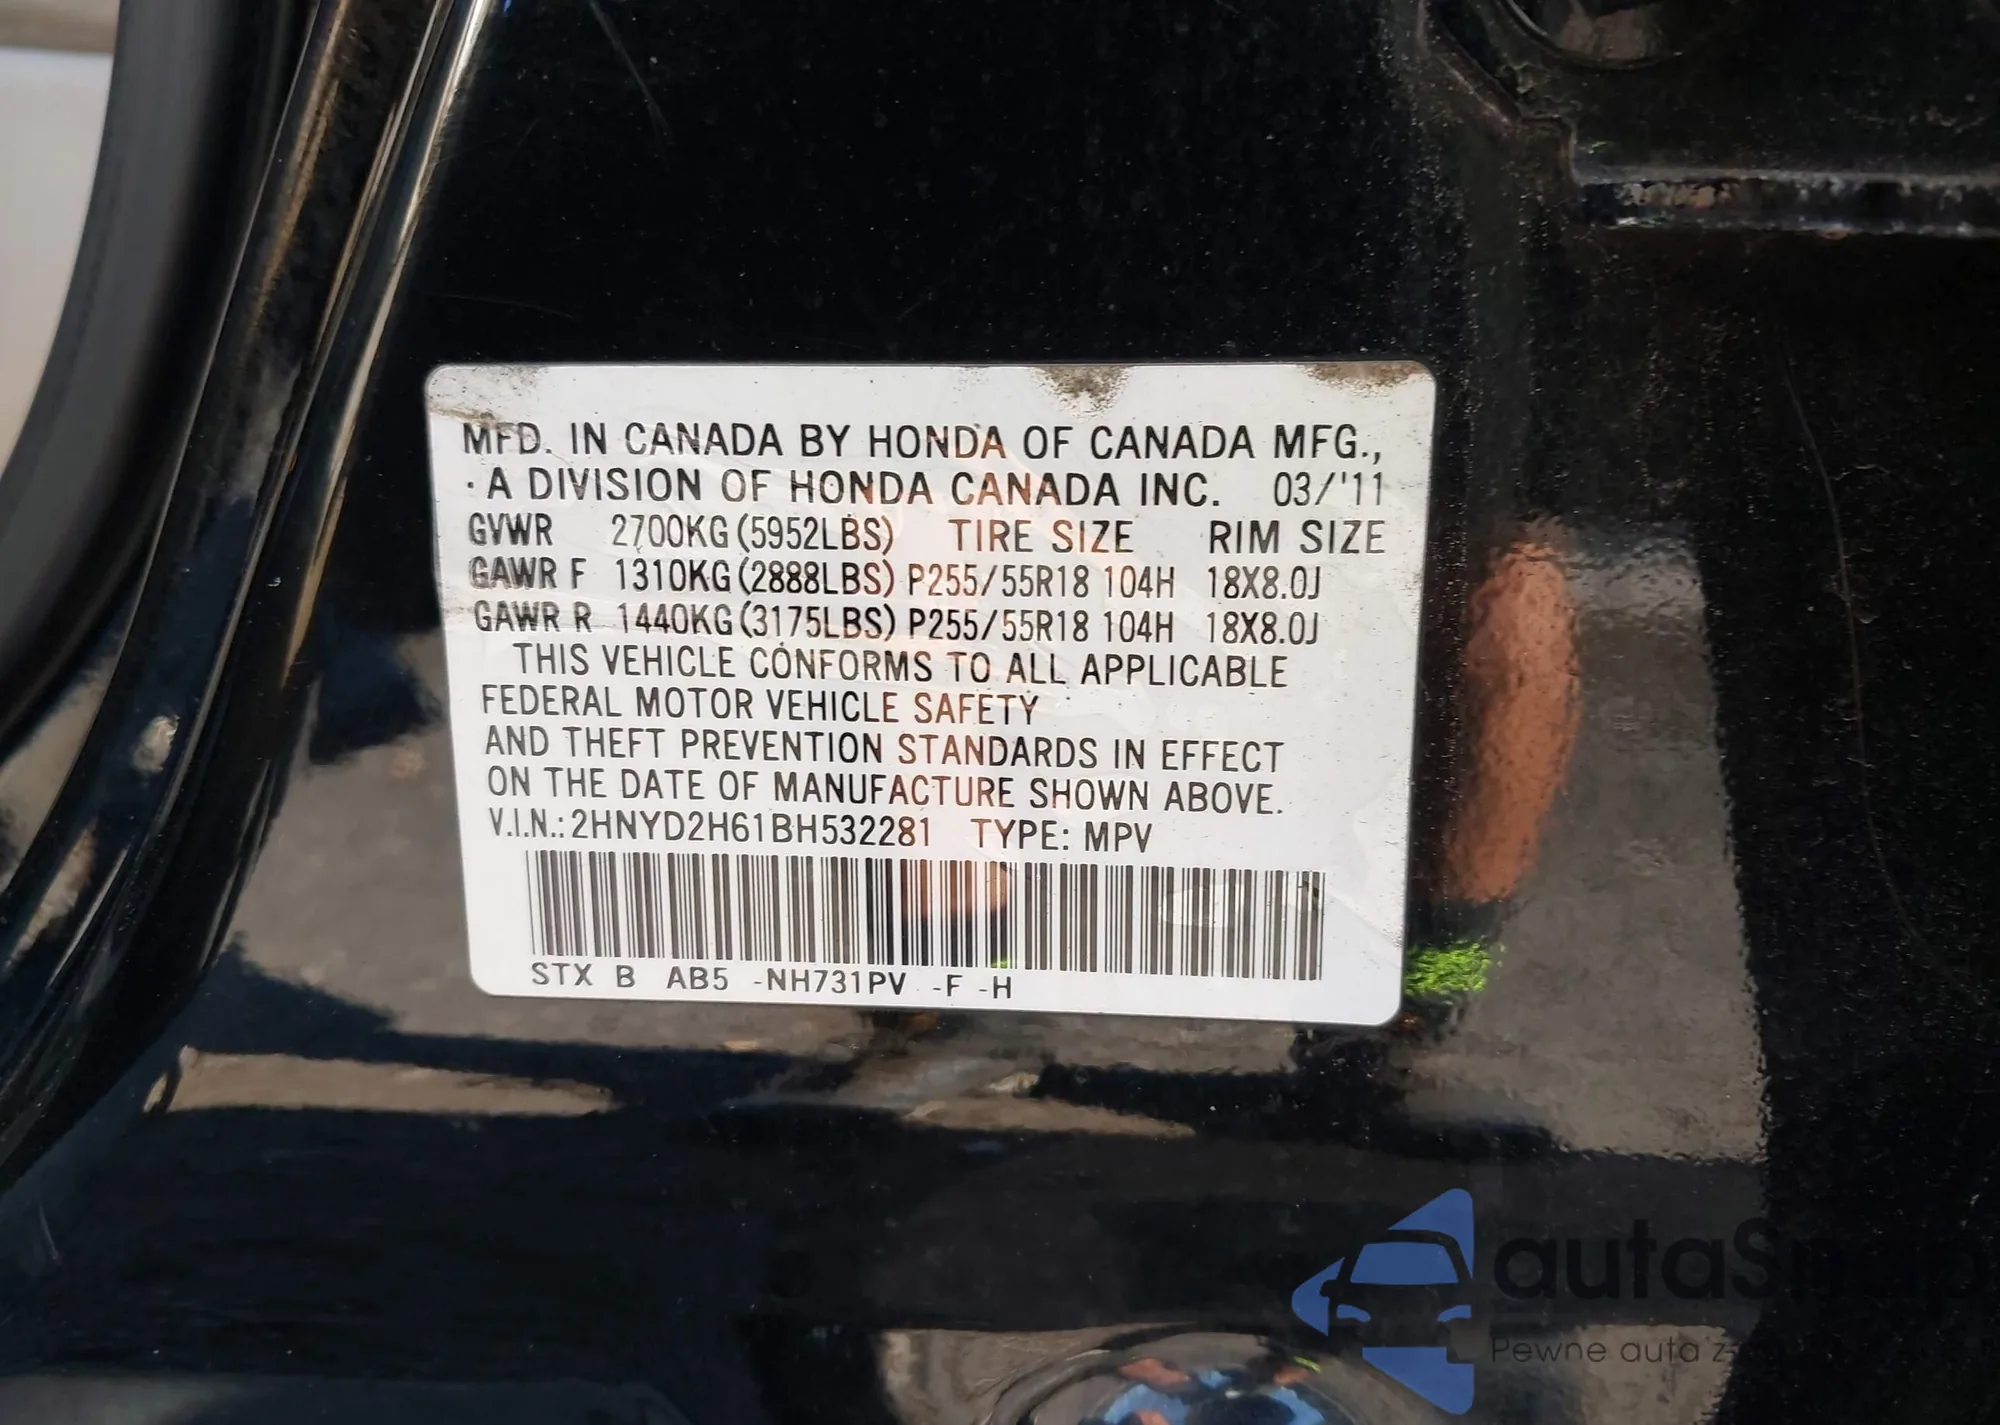 MFD. IN CANADA BY HONDA OF CANADA MFG.,
A DIVISION OF HONDA CANADA INC. 03/'11
GVWR 2700KG (5952LBS) TIRE SIZE RIM SIZE
GAWR F 1310KG (2888LBS) P255/55R18 104H 18X8.0J
GAWR R 1440KG (3175LBS) P255/55R18 104H 18X8.0J
THIS VEHICLE CONFORMS TO ALL APPLICABLE
FEDERAL MOTOR VEHICLE SAFETY
AND THEFT PREVENTION STANDARDS IN EFFECT
ON THE DATE OF MANUFACTURE SHOWN ABOVE.
V.I.N.: 2HNYD2H61BH532281 TYPE: MPV
STX B AB5 -NH731PV -F -H
Pewne auta z